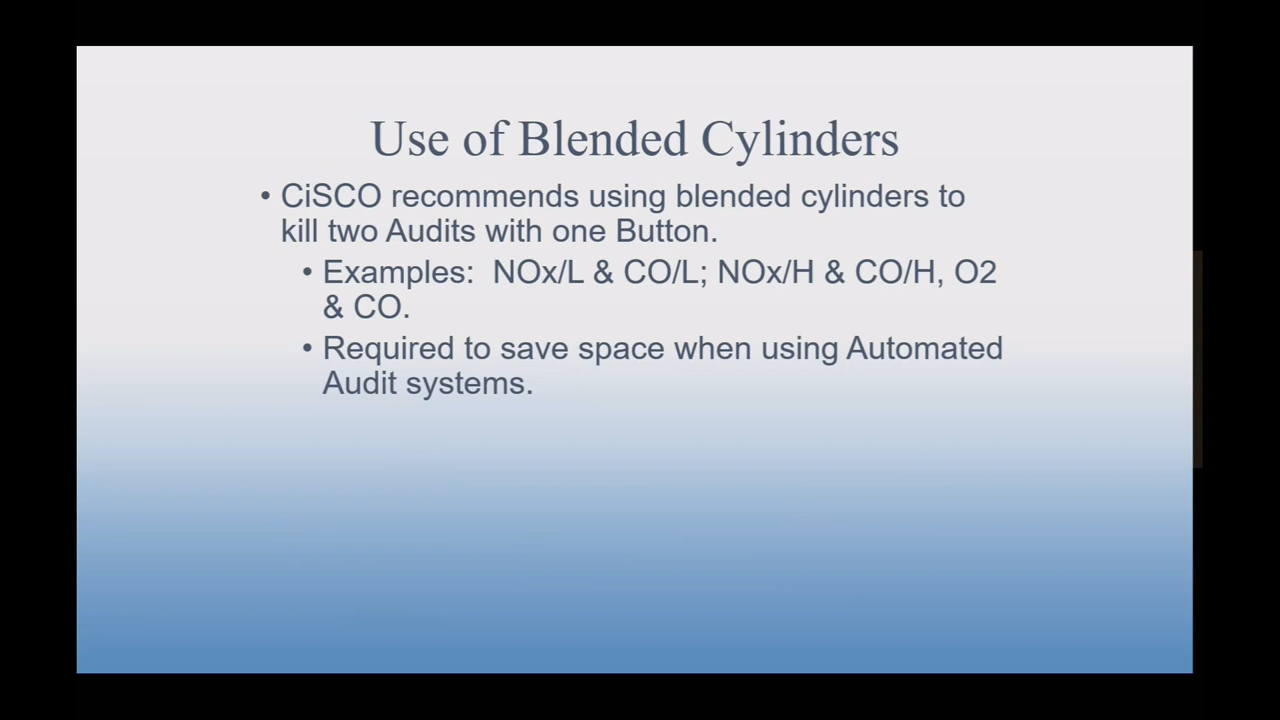 Use of Blended Cylinders
• CiSCO recommends using blended cylinders to
kill two Audits with one Button.
• Examples:  NOx/L & CO/L; NOx/H & CO/H, O2
& CO.
• Required to save space when using Automated
Audit systems.